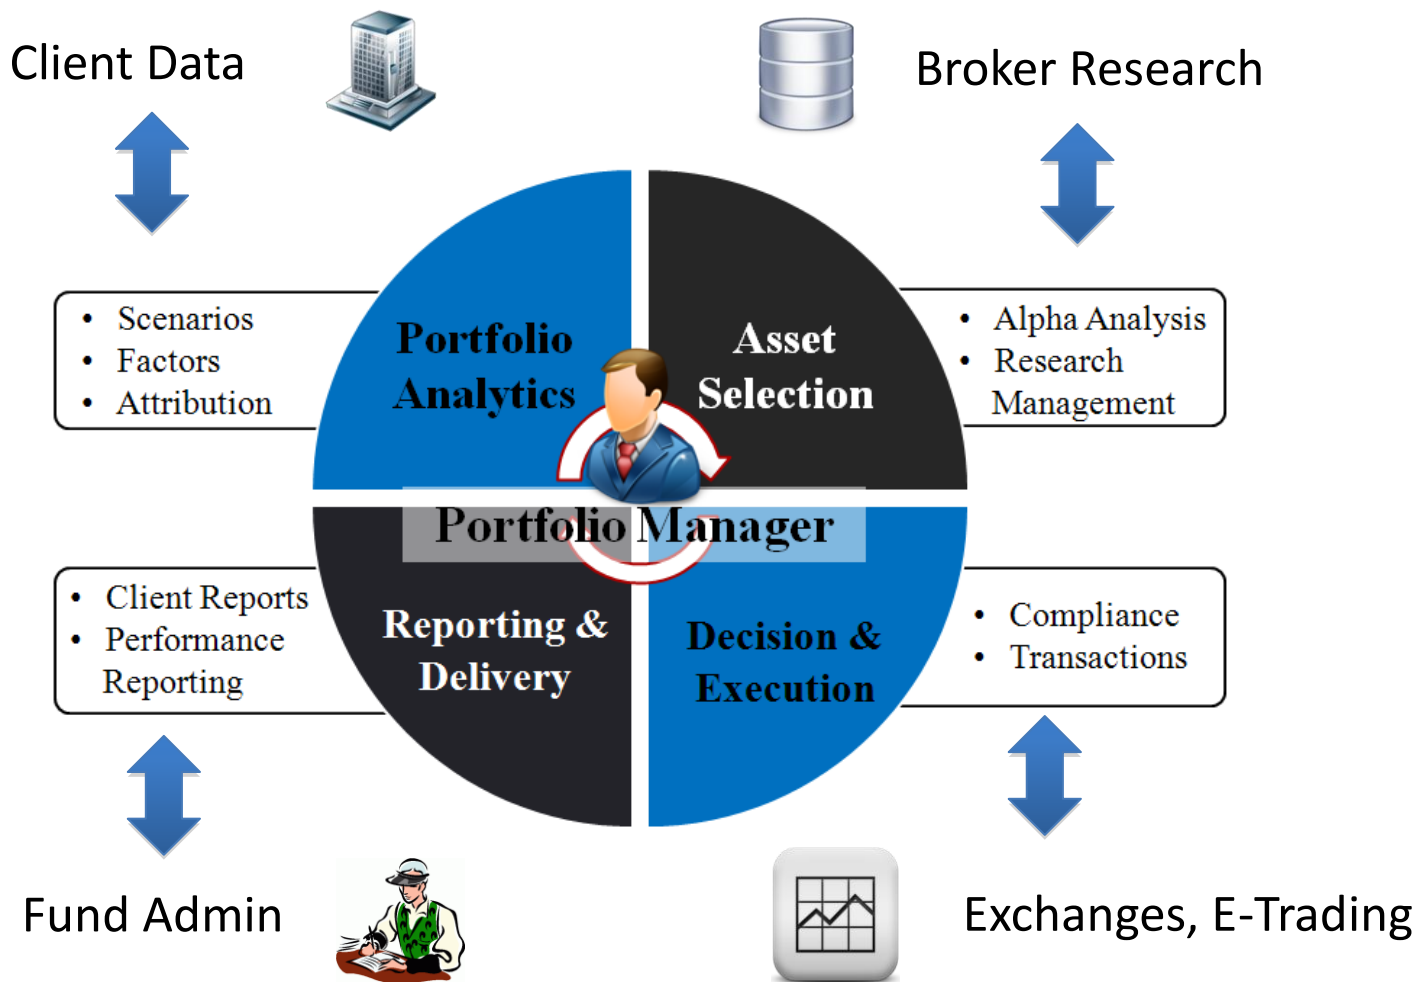 Client Data
Broker Research
• Scenarios
• Factors
• Attribution
Portfolio
Analytics
Asset
Selection
• Alpha Analysis
• Research
Management
Portfolio Manager
• Client Reports
• Performance
Reporting
Reporting &
Delivery
Decision &
Execution
• Compliance
• Transactions
Fund Admin
Exchanges, E-Trading